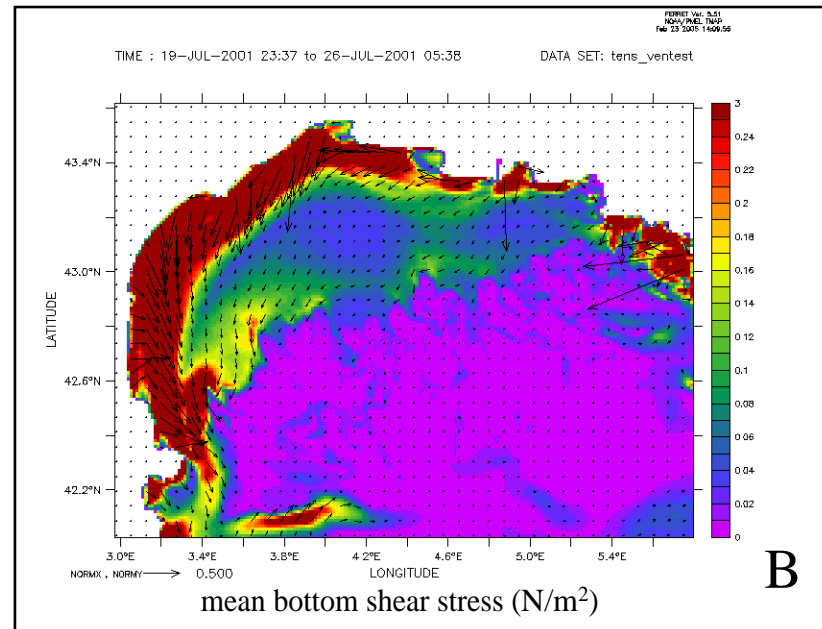 FERRET Ver. 5.51
NOAA/PMEL TMAP
Feb 23 2005 14:09:55
TIME : 19-JUL-2001 23:37 to 26-JUL-2001 05:38
DATA SET: tens_ventest
43.4°N
43.0°N
42.6°N
42.2°N
LATITUDE
3
0.24
0.22
0.2
0.18
0.16
0.14
0.12
0.1
0.08
0.06
0.04
0.02
0
3.0°E 3.4°E 3.8°E 4.2°E 4.6°E 5.0°E 5.4°E
NORMX , NORMY 0.500
LONGITUDE
mean bottom shear stress (N/m²)
B